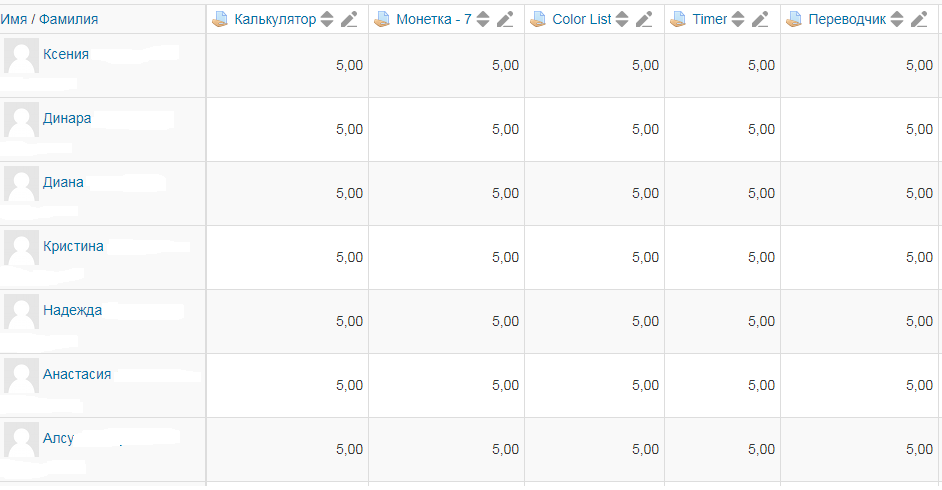 Имя / Фамилия Калькулятор Монетка - 7 Color List Timer Переводчик
Ксения 5,00 5,00 5,00 5,00 5,00
Динара 5,00 5,00 5,00 5,00 5,00
Диана 5,00 5,00 5,00 5,00 5,00
Кристина 5,00 5,00 5,00 5,00 5,00
Надежда 5,00 5,00 5,00 5,00 5,00
Анастасия 5,00 5,00 5,00 5,00 5,00
Алсу 5,00 5,00 5,00 5,00 5,00